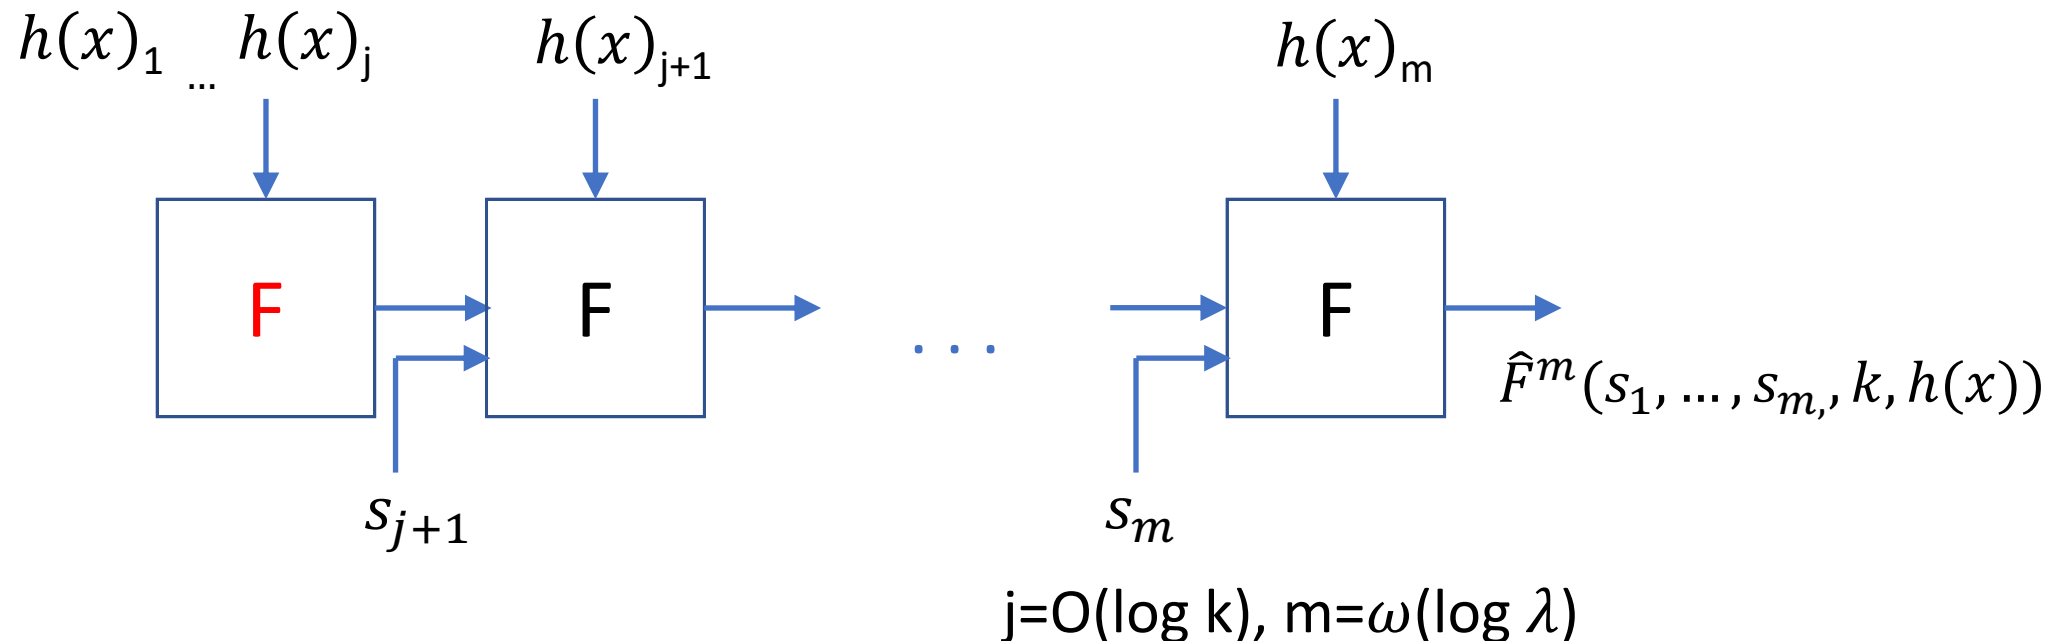 h(x)₁ ... h(x)ⱼ h(x)ⱼ₊₁ h(x)ₘ
F F . . . F
F̂ᵐ(s₁, ... , sₘ,, k, h(x))
sⱼ₊₁ sₘ
j=O(log k), m=ω(log λ)